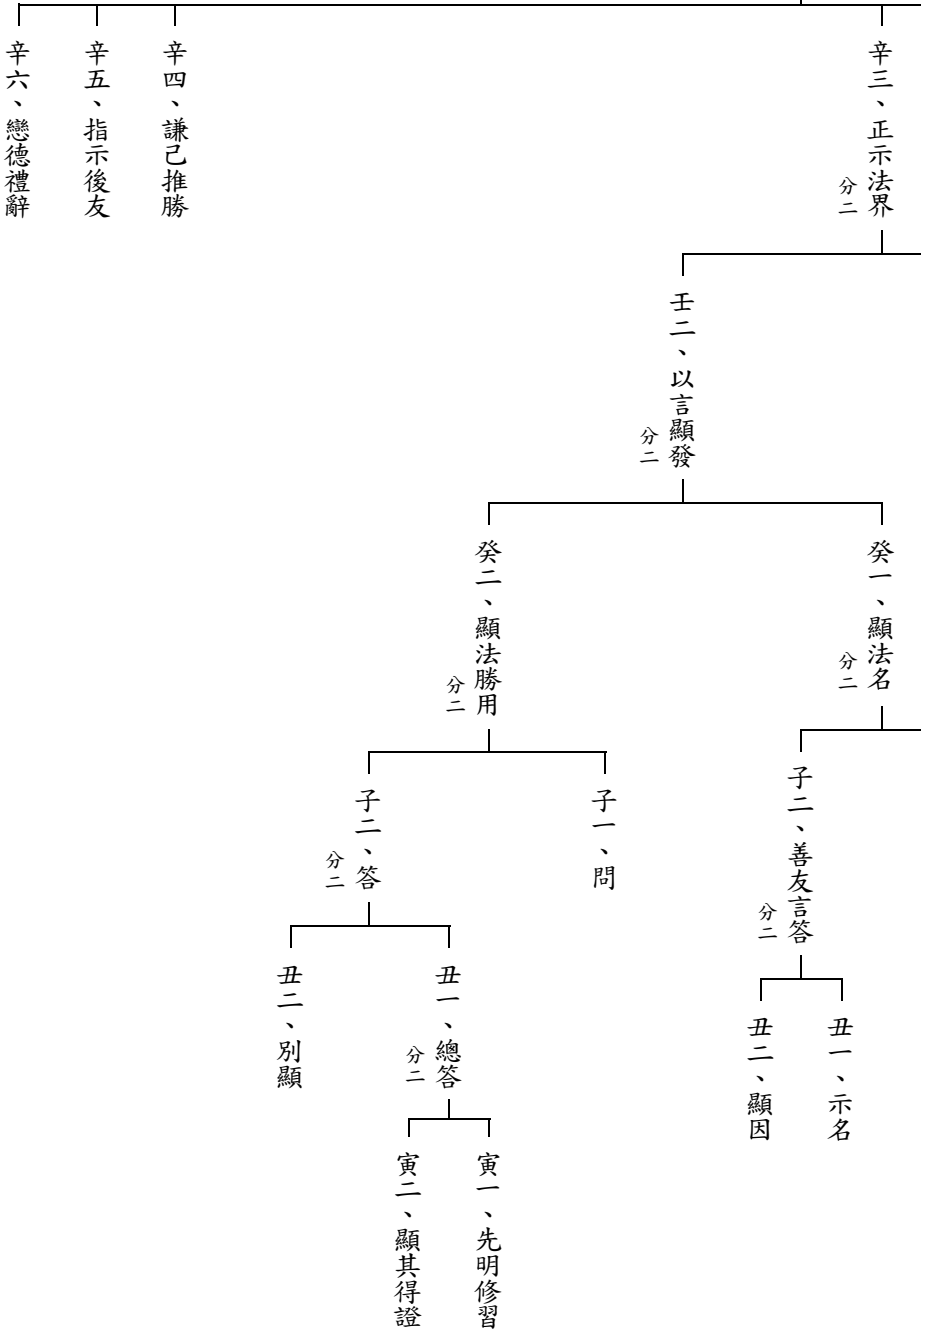 辛三、正示法界
分二
辛四、謙己推勝
辛五、指示後友
辛六、戀德禮辭
壬二、以言顯發
分二
癸一、顯法名
分二
癸二、顯法勝用
分二
子二、善友言答
分二
子一、問
子二、答
分二
丑一、示名
丑二、顯因
丑一、總答
分二
丑二、別顯
寅一、先明修習
寅二、顯其得證